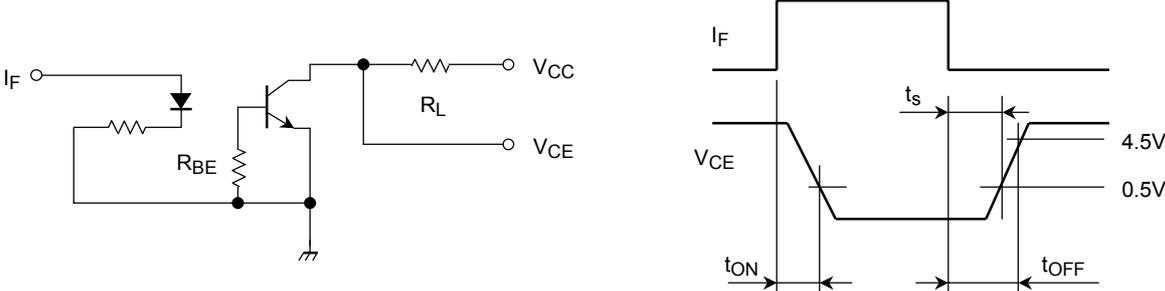 IF
VCC
RL
VCE
RBE
IF
ts
VCE
4.5V
0.5V
tON
tOFF